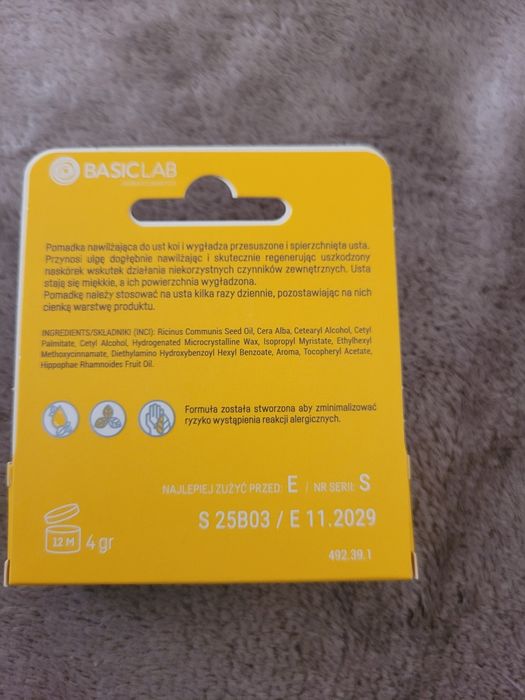 BASICLAB
Pomadka nawilżająca do ust koi i wygładza przesuszone i spierzchnięte usta.
Przynosi ulgę dogłębnie nawilżając i skutecznie regenerując uszkodzony
naskórek wskutek działania niekorzystnych czynników zewnętrznych. Usta
stają się miękkie, a ich powierzchnia wygładzona.
Pomadkę należy stosować na usta kilka razy dziennie, pozostawiając na nich
cienką warstwę produktu.
INGREDIENTS/SKŁADNIKI (INCI): Ricinus Communis Seed Oil, Cera Alba, Cetearyl Alcohol, Cetyl
Palmitate, Cetyl Alcohol, Hydrogenated Microcrystalline Wax, Isopropyl Myristate, Ethylhexyl
Methoxycinnamate, Diethylamino Hydroxybenzoyl Hexyl Benzoate, Aroma, Tocopheryl Acetate,
Hippophae Rhamnoides Fruit Oil.
Formuła została stworzona aby zminimalizować
ryzyko wystąpienia reakcji alergicznych.
NAJLEPIEJ ZUŻYĆ PRZED: E / NR SERII: S
S 25B03 / E 11.2029
12 M 4 gr
492.39.1